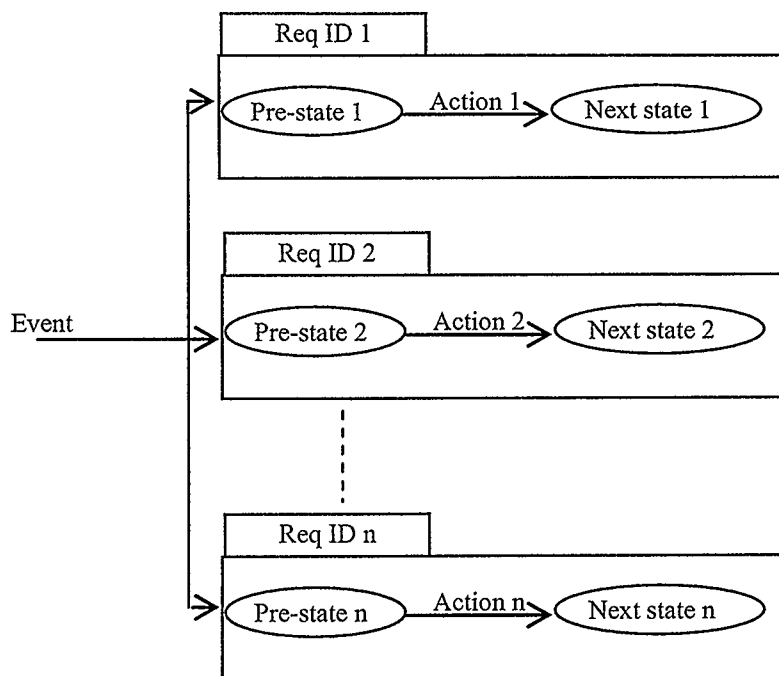 Req ID 1
Pre-state 1
Action 1
Next state 1
Req ID 2
Event
Pre-state 2
Action 2
Next state 2
Req ID n
Pre-state n
Action n
Next state n